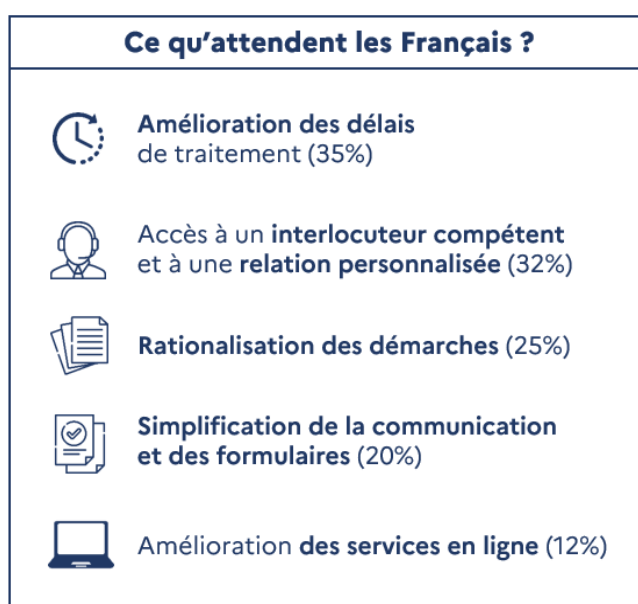 Ce qu'attendent les Français ?
Amélioration des délais
de traitement (35%)
Accès à un interlocuteur compétent
et à une relation personnalisée (32%)
Rationalisation des démarches (25%)
Simplification de la communication
et des formulaires (20%)
Amélioration des services en ligne (12%)